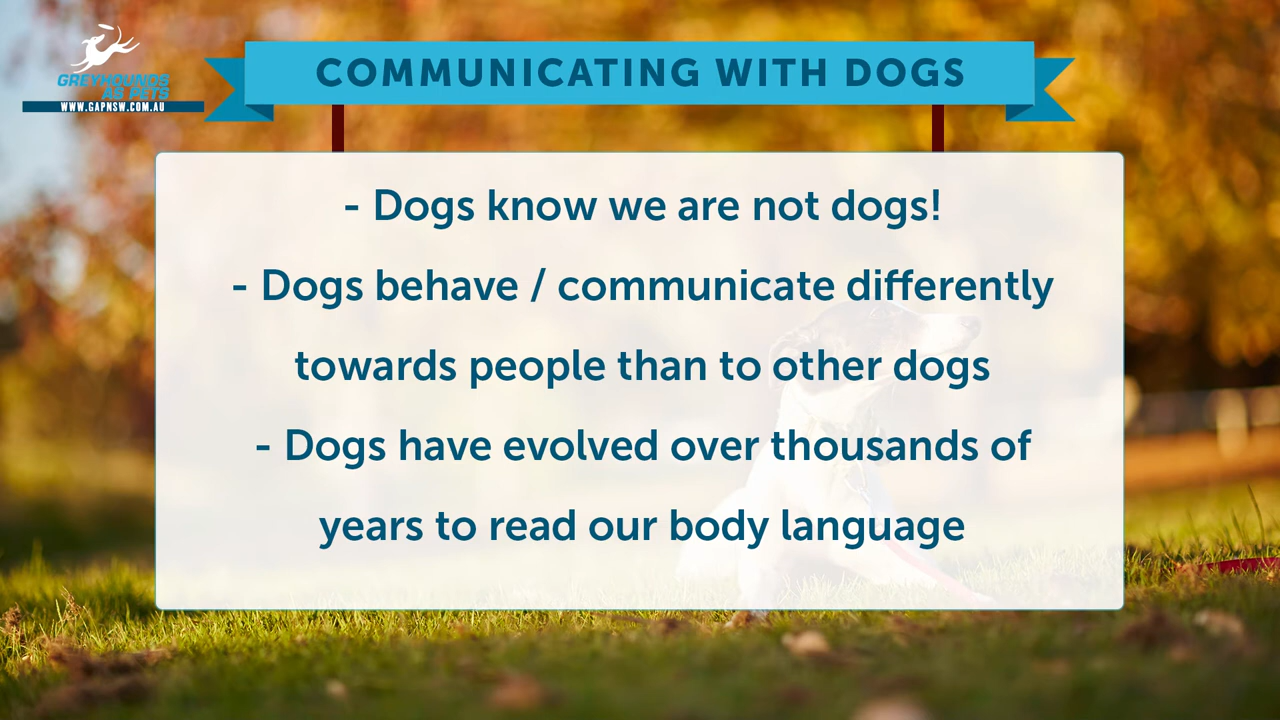 GREYHOUNDS
AS PETS
WWW.GAPNSW.COM.AU
COMMUNICATING WITH DOGS
- Dogs know we are not dogs!
- Dogs behave / communicate differently
towards people than to other dogs
- Dogs have evolved over thousands of
years to read our body language